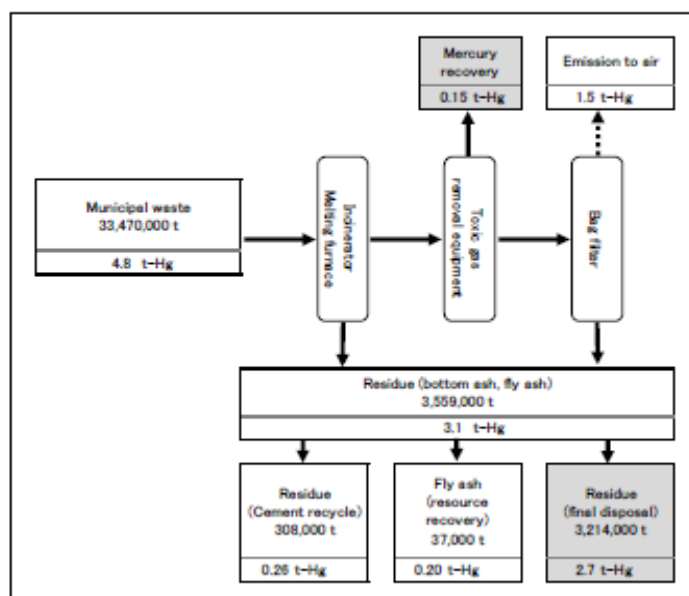 Mercury
recovery
0.15 t-Hg
Emission to air
1.5 t-Hg
Municipal waste
33,470,000 t
4.8 t-Hg
Incinerator
Melting furnace
Toxic gas
removal equipment
Bag filter
Residue (bottom ash, fly ash)
3,559,000 t
3.1 t-Hg
Residue
(Cement recycle)
308,000 t
0.26 t-Hg
Fly ash
(resource
recovery)
37,000 t
0.20 t-Hg
Residue
(final disposal)
3,214,000 t
2.7 t-Hg